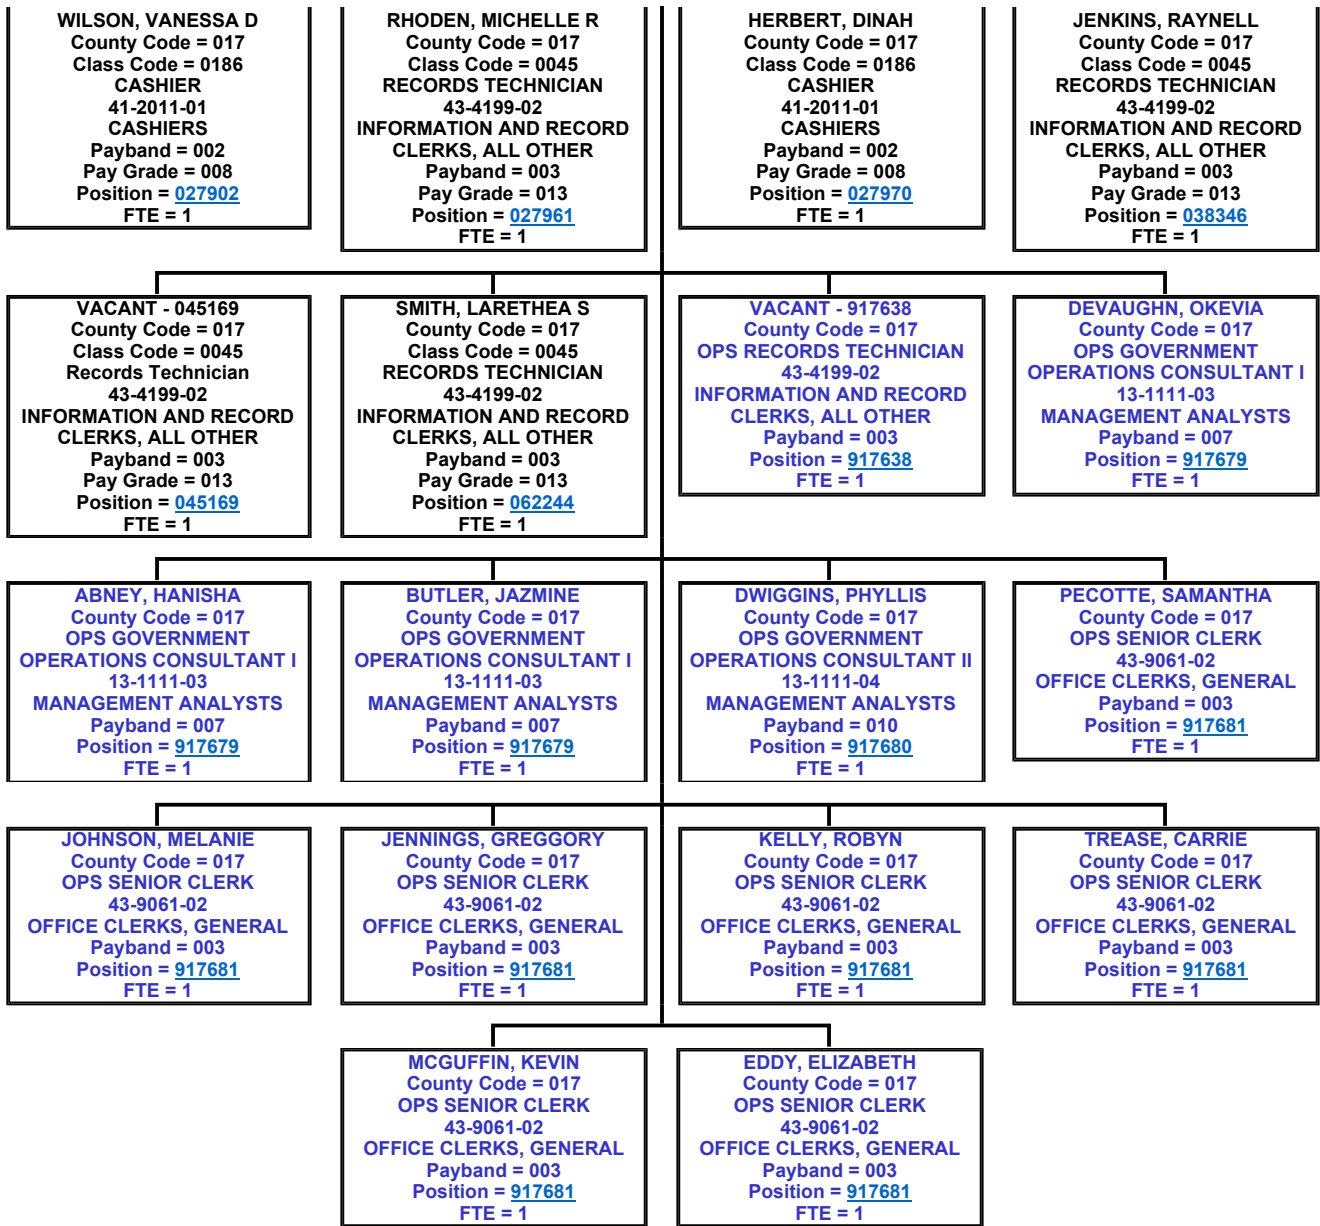 WILSON, VANESSA D
County Code = 017
Class Code = 0186
CASHIER
41-2011-01
CASHIERS
Payband = 002
Pay Grade = 008
Position = 027902
FTE = 1
RHODEN, MICHELLE R
County Code = 017
Class Code = 0045
RECORDS TECHNICIAN
43-4199-02
INFORMATION AND RECORD
CLERKS, ALL OTHER
Payband = 003
Pay Grade = 013
Position = 027961
FTE = 1
HERBERT, DINAH
County Code = 017
Class Code = 0186
CASHIER
41-2011-01
CASHIERS
Payband = 002
Pay Grade = 008
Position = 027970
FTE = 1
JENKINS, RAYNELL
County Code = 017
Class Code = 0045
RECORDS TECHNICIAN
43-4199-02
INFORMATION AND RECORD
CLERKS, ALL OTHER
Payband = 003
Pay Grade = 013
Position = 038346
FTE = 1
VACANT - 045169
County Code = 017
Class Code = 0045
Records Technician
43-4199-02
INFORMATION AND RECORD
CLERKS, ALL OTHER
Payband = 003
Pay Grade = 013
Position = 045169
FTE = 1
SMITH, LARETHEA S
County Code = 017
Class Code = 0045
RECORDS TECHNICIAN
43-4199-02
INFORMATION AND RECORD
CLERKS, ALL OTHER
Payband = 003
Pay Grade = 013
Position = 062244
FTE = 1
VACANT - 917638
County Code = 017
OPS RECORDS TECHNICIAN
43-4199-02
INFORMATION AND RECORD
CLERKS, ALL OTHER
Payband = 003
Position = 917638
FTE = 1
DEVAUGHN, OKEVIA
County Code = 017
OPS GOVERNMENT
OPERATIONS CONSULTANT I
13-1111-03
MANAGEMENT ANALYSTS
Payband = 007
Position = 917679
FTE = 1
ABNEY, HANISHA
County Code = 017
OPS GOVERNMENT
OPERATIONS CONSULTANT I
13-1111-03
MANAGEMENT ANALYSTS
Payband = 007
Position = 917679
FTE = 1
BUTLER, JAZMINE
County Code = 017
OPS GOVERNMENT
OPERATIONS CONSULTANT I
13-1111-03
MANAGEMENT ANALYSTS
Payband = 007
Position = 917679
FTE = 1
DWIGGINS, PHYLLIS
County Code = 017
OPS GOVERNMENT
OPERATIONS CONSULTANT II
13-1111-04
MANAGEMENT ANALYSTS
Payband = 010
Position = 917680
FTE = 1
PECOTTE, SAMANTHA
County Code = 017
OPS SENIOR CLERK
43-9061-02
OFFICE CLERKS, GENERAL
Payband = 003
Position = 917681
FTE = 1
JOHNSON, MELANIE
County Code = 017
OPS SENIOR CLERK
43-9061-02
OFFICE CLERKS, GENERAL
Payband = 003
Position = 917681
FTE = 1
JENNINGS, GREGGORY
County Code = 017
OPS SENIOR CLERK
43-9061-02
OFFICE CLERKS, GENERAL
Payband = 003
Position = 917681
FTE = 1
KELLY, ROBYN
County Code = 017
OPS SENIOR CLERK
43-9061-02
OFFICE CLERKS, GENERAL
Payband = 003
Position = 917681
FTE = 1
TREASE, CARRIE
County Code = 017
OPS SENIOR CLERK
43-9061-02
OFFICE CLERKS, GENERAL
Payband = 003
Position = 917681
FTE = 1
MCGUFFIN, KEVIN
County Code = 017
OPS SENIOR CLERK
43-9061-02
OFFICE CLERKS, GENERAL
Payband = 003
Position = 917681
FTE = 1
EDDY, ELIZABETH
County Code = 017
OPS SENIOR CLERK
43-9061-02
OFFICE CLERKS, GENERAL
Payband = 003
Position = 917681
FTE = 1